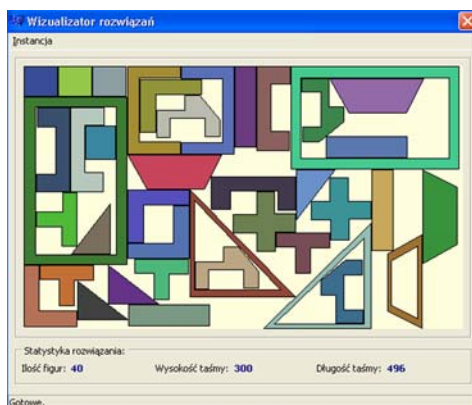 Wizualizator rozwiązań
Instancja
Statystyka rozwiązania:
Ilość figur: 40 Wysokość taśmy: 300 Długość taśmy: 496
Gotowe.